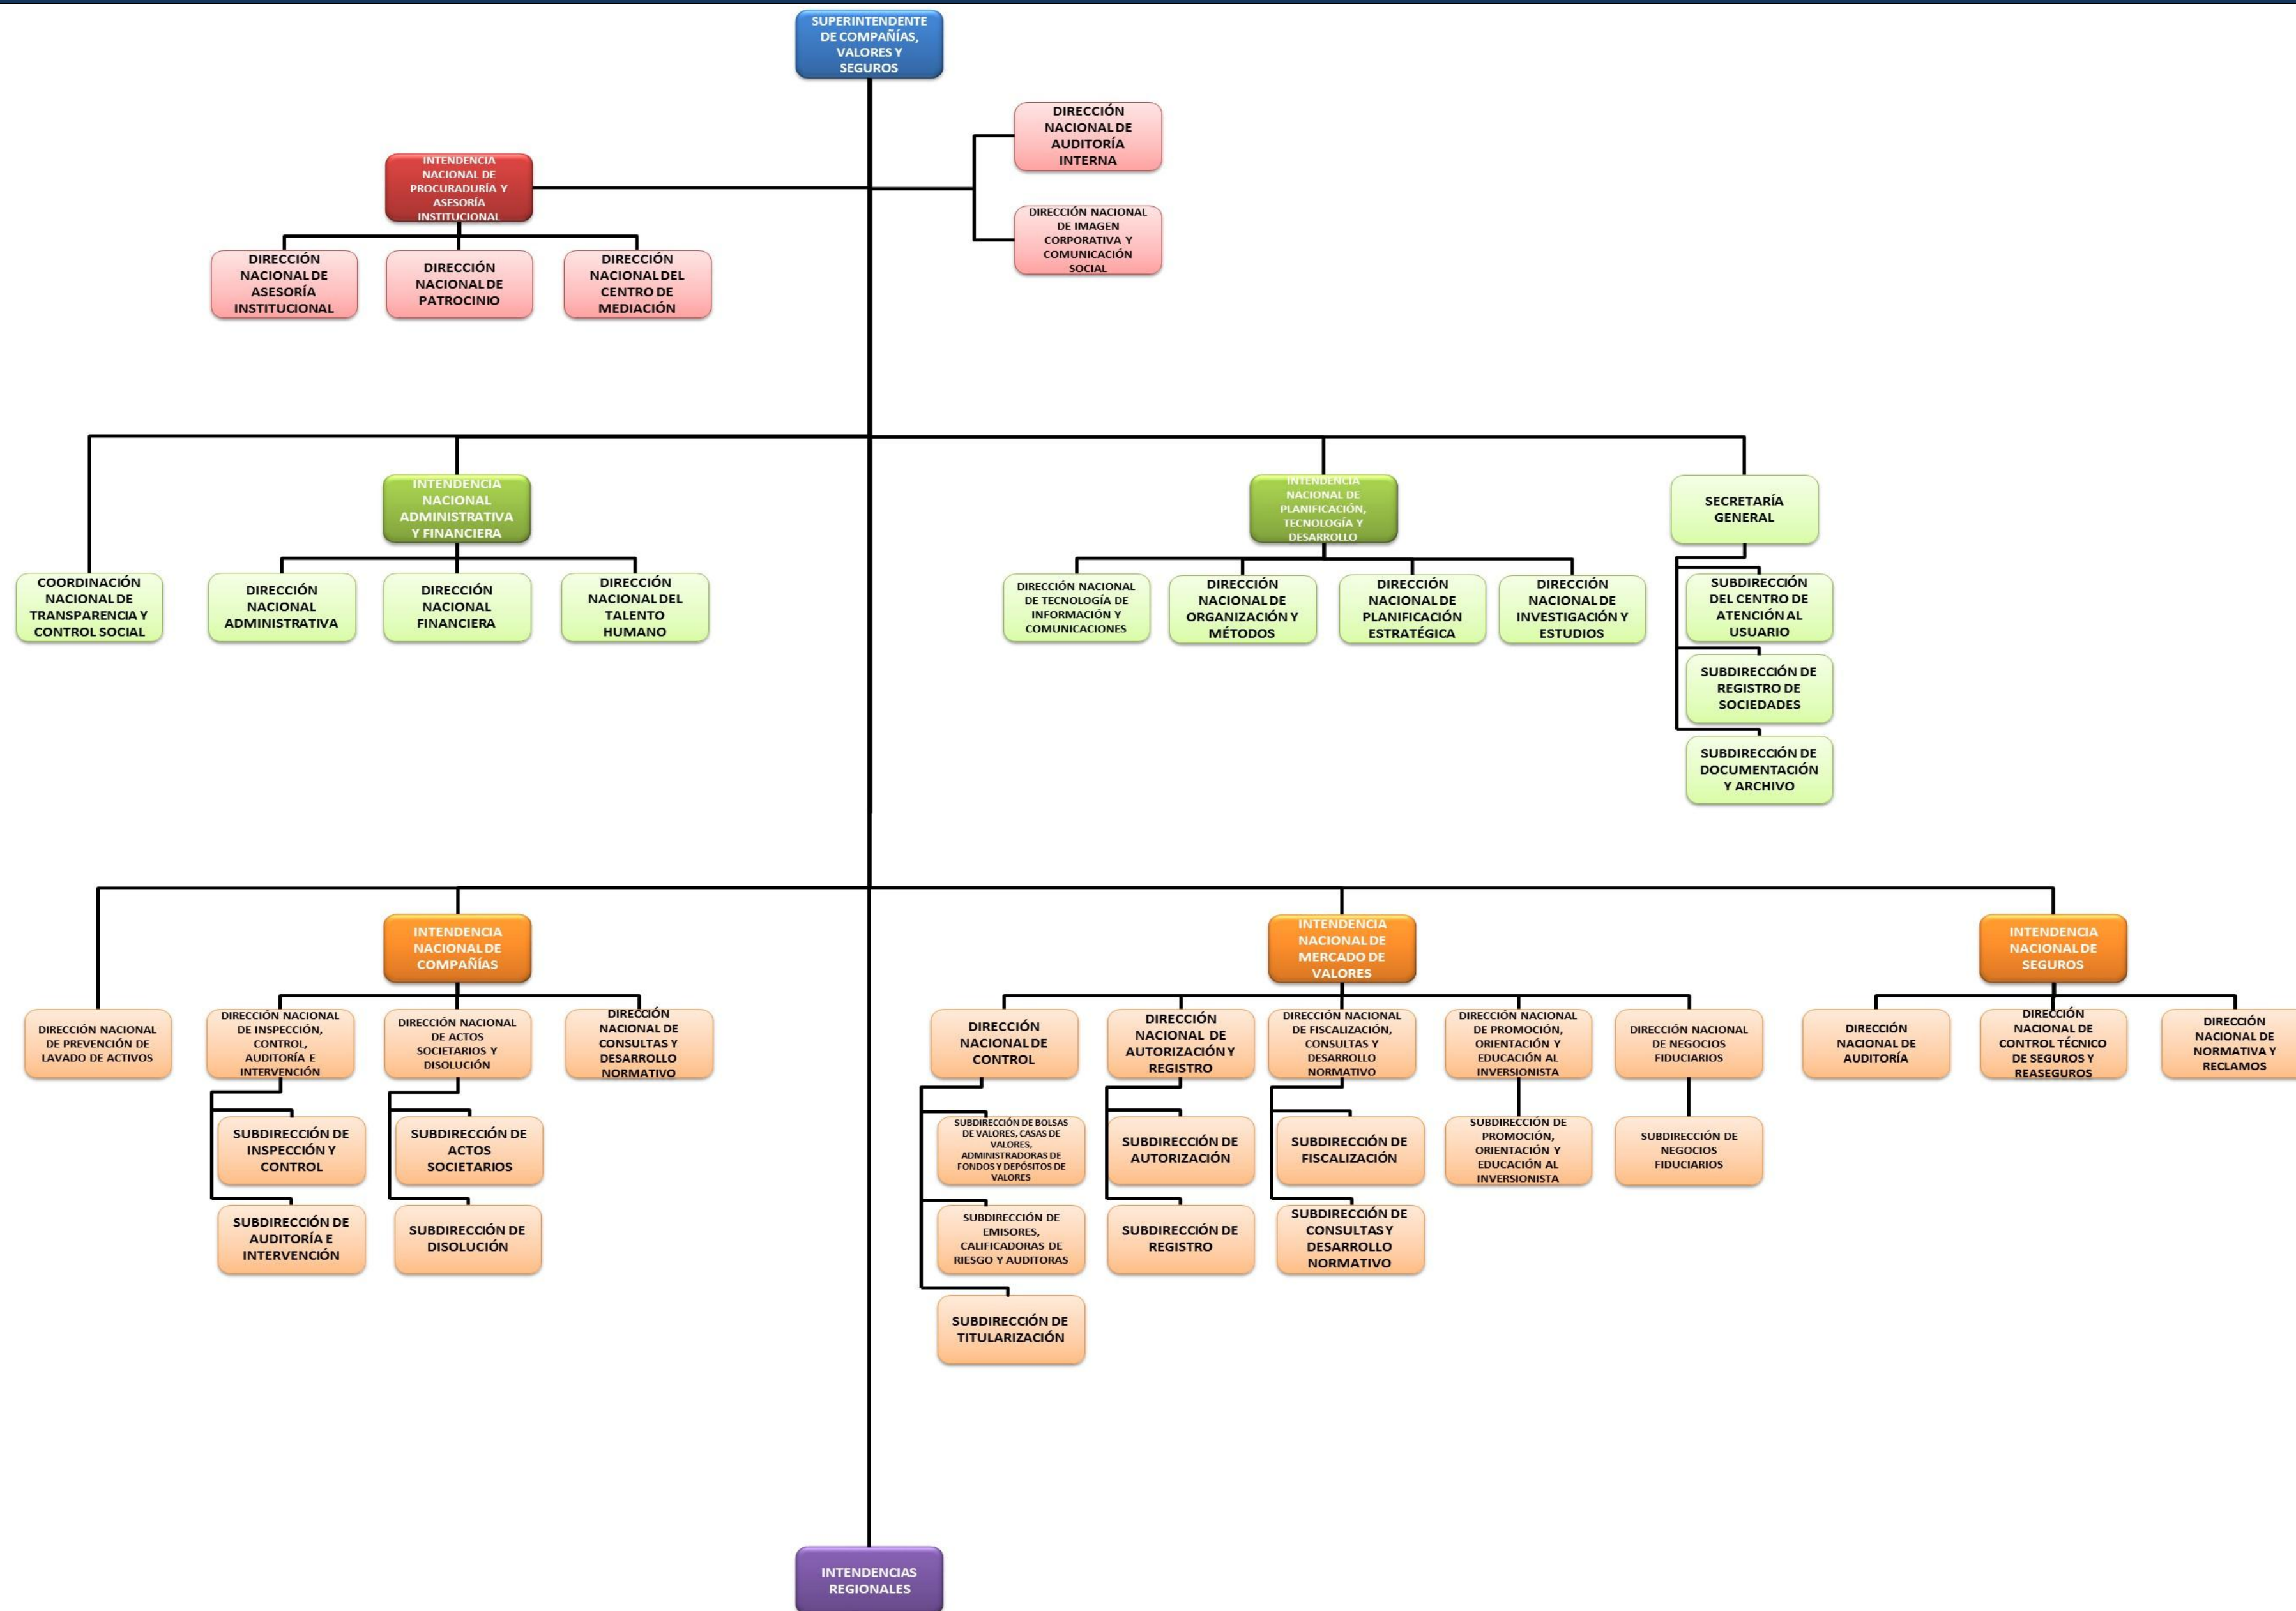 SUPERINTENDENTE
DE COMPAÑÍAS,
VALORES Y
SEGUROS
DIRECCIÓN
NACIONAL DE
AUDITORÍA
INTERNA
INTENDENCIA
NACIONAL DE
PROCURADURÍA Y
ASESORÍA
INSTITUCIONAL
DIRECCIÓN NACIONAL
DE IMAGEN
CORPORATIVA Y
COMUNICACIÓN
SOCIAL
DIRECCIÓN
NACIONAL DE
ASESORÍA
INSTITUCIONAL
DIRECCIÓN
NACIONAL DE
PATROCINIO
DIRECCIÓN
NACIONAL DEL
CENTRO DE
MEDIACIÓN
INTENDENCIA
NACIONAL
ADMINISTRATIVA
Y FINANCIERA
INTENDENCIA
NACIONAL DE
PLANIFICACIÓN,
TECNOLOGÍA Y
DESARROLLO
SECRETARÍA
GENERAL
COORDINACIÓN
NACIONAL DE
TRANSPARENCIA Y
CONTROL SOCIAL
DIRECCIÓN
NACIONAL
ADMINISTRATIVA
DIRECCIÓN
NACIONAL
FINANCIERA
DIRECCIÓN
NACIONAL DEL
TALENTO
HUMANO
DIRECCIÓN NACIONAL
DE TECNOLOGÍA DE
INFORMACIÓN Y
COMUNICACIONES
DIRECCIÓN
NACIONAL DE
ORGANIZACIÓN Y
MÉTODOS
DIRECCIÓN
NACIONAL DE
PLANIFICACIÓN
ESTRATÉGICA
DIRECCIÓN
NACIONAL DE
INVESTIGACIÓN Y
ESTUDIOS
SUBDIRECCIÓN
DEL CENTRO DE
ATENCIÓN AL
USUARIO
SUBDIRECCIÓN DE
REGISTRO DE
SOCIEDADES
SUBDIRECCIÓN DE
DOCUMENTACIÓN
Y ARCHIVO
INTENDENCIA
NACIONAL DE
COMPAÑÍAS
INTENDENCIA
NACIONAL DE
MERCADO DE
VALORES
INTENDENCIA
NACIONAL DE
SEGUROS
DIRECCIÓN NACIONAL
DE PREVENCIÓN DE
LAVADO DE ACTIVOS
DIRECCIÓN NACIONAL
DE INSPECCIÓN,
CONTROL,
AUDITORÍA E
INTERVENCIÓN
DIRECCIÓN NACIONAL
DE ACTOS
SOCIETARIOS Y
DISOLUCIÓN
DIRECCIÓN
NACIONAL DE
CONSULTAS Y
DESARROLLO
NORMATIVO
DIRECCIÓN
NACIONAL DE
CONTROL
DIRECCIÓN
NACIONAL DE
AUTORIZACIÓN Y
REGISTRO
DIRECCIÓN NACIONAL
DE FISCALIZACIÓN,
CONSULTAS Y
DESARROLLO
NORMATIVO
DIRECCIÓN NACIONAL
DE PROMOCIÓN,
ORIENTACIÓN Y
EDUCACIÓN AL
INVERSIONISTA
DIRECCIÓN NACIONAL
DE NEGOCIOS
FIDUCIARIOS
DIRECCIÓN
NACIONAL DE
AUDITORÍA
DIRECCIÓN
NACIONAL DE
CONTROL TÉCNICO
DE SEGUROS Y
REASEGUROS
DIRECCIÓN
NACIONAL DE
NORMATIVA Y
RECLAMOS
SUBDIRECCIÓN DE
INSPECCIÓN Y
CONTROL
SUBDIRECCIÓN DE
ACTOS
SOCIETARIOS
SUBDIRECCIÓN DE BOLSAS
DE VALORES, CASAS DE
VALORES,
ADMINISTRADORAS DE
FONDOS Y DEPÓSITOS DE
VALORES
SUBDIRECCIÓN DE
AUTORIZACIÓN
SUBDIRECCIÓN DE
FISCALIZACIÓN
SUBDIRECCIÓN DE
PROMOCIÓN,
ORIENTACIÓN Y
EDUCACIÓN AL
INVERSIONISTA
SUBDIRECCIÓN DE
NEGOCIOS
FIDUCIARIOS
SUBDIRECCIÓN DE
AUDITORÍA E
INTERVENCIÓN
SUBDIRECCIÓN DE
DISOLUCIÓN
SUBDIRECCIÓN DE
EMISORES,
CALIFICADORAS DE
RIESGO Y AUDITORAS
SUBDIRECCIÓN DE
REGISTRO
SUBDIRECCIÓN DE
CONSULTAS Y
DESARROLLO
NORMATIVO
SUBDIRECCIÓN DE
TITULARIZACIÓN
INTENDENCIAS
REGIONALES